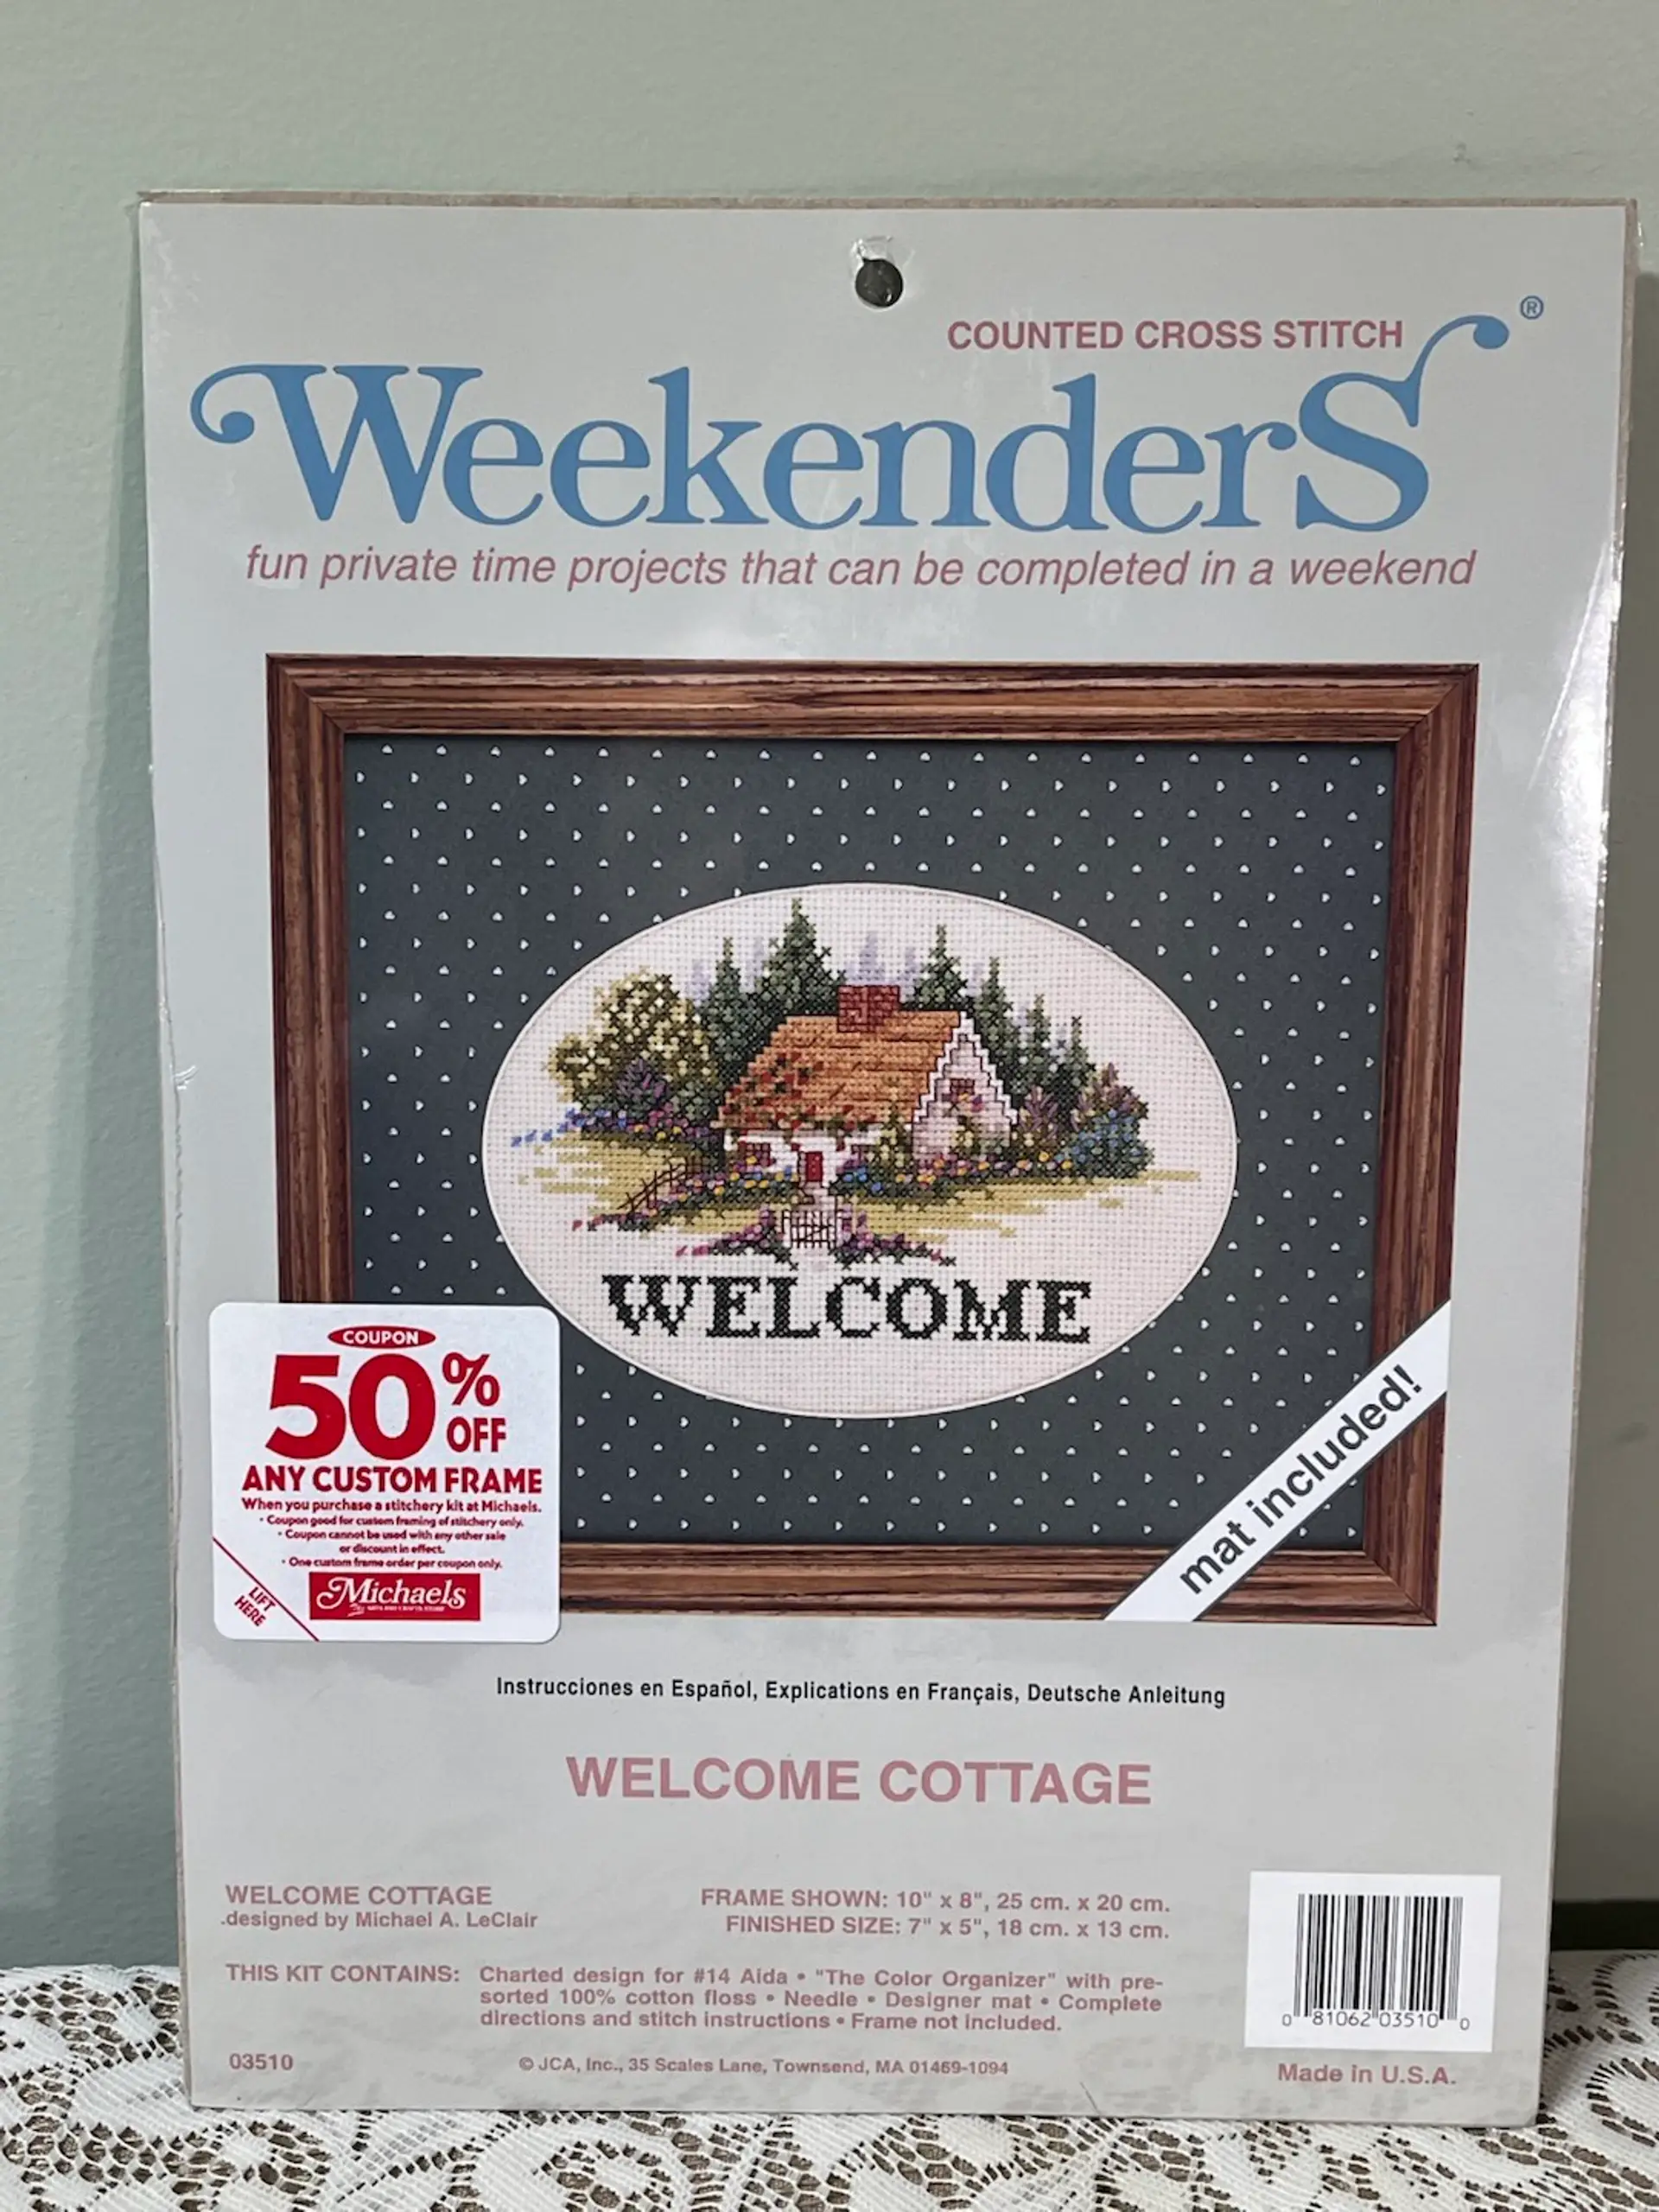 COUNTED CROSS STITCH
WeekenderS®
fun private time projects that can be completed in a weekend
WELCOME
mat included!
COUPON
50% OFF
ANY CUSTOM FRAME
When you purchase a stitchery kit at Michaels.
• Coupon good for custom framing of stitchery only.
• Coupon cannot be used with any other sale
or discount in effect.
• One custom frame order per coupon only.
LIFT
HERE
Michaels
THE ARTS AND CRAFTS STORE
Instrucciones en Español, Explications en Français, Deutsche Anleitung
WELCOME COTTAGE
WELCOME COTTAGE
.designed by Michael A. LeClair
FRAME SHOWN: 10" x 8", 25 cm. x 20 cm.
FINISHED SIZE: 7" x 5", 18 cm. x 13 cm.
THIS KIT CONTAINS: Charted design for #14 Aida • "The Color Organizer" with pre-
sorted 100% cotton floss • Needle • Designer mat • Complete
directions and stitch instructions • Frame not included.
0 81062 03510 0
03510
© JCA, Inc., 35 Scales Lane, Townsend, MA 01469-1094
Made in U.S.A.